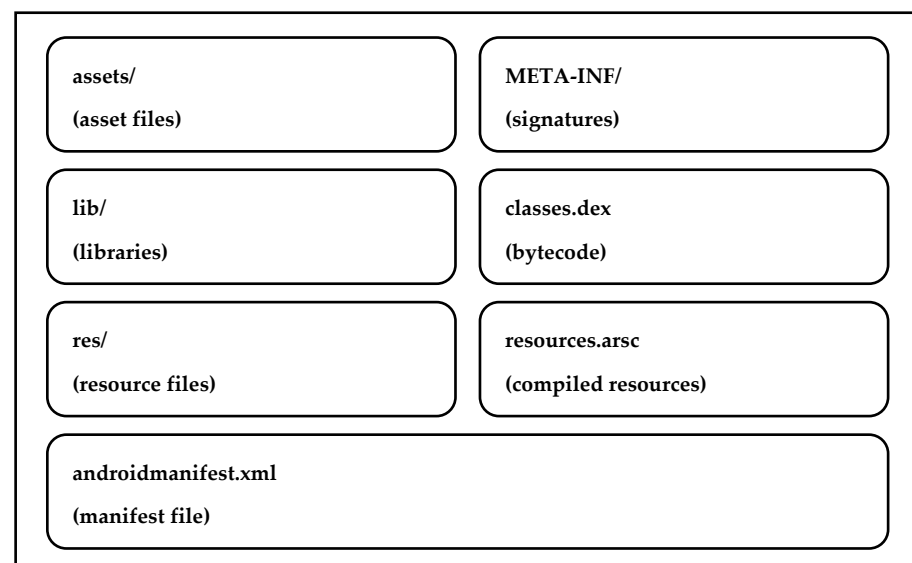 assets/
(asset files)
META-INF/
(signatures)
lib/
(libraries)
classes.dex
(bytecode)
res/
(resource files)
resources.arsc
(compiled resources)
androidmanifest.xml
(manifest file)